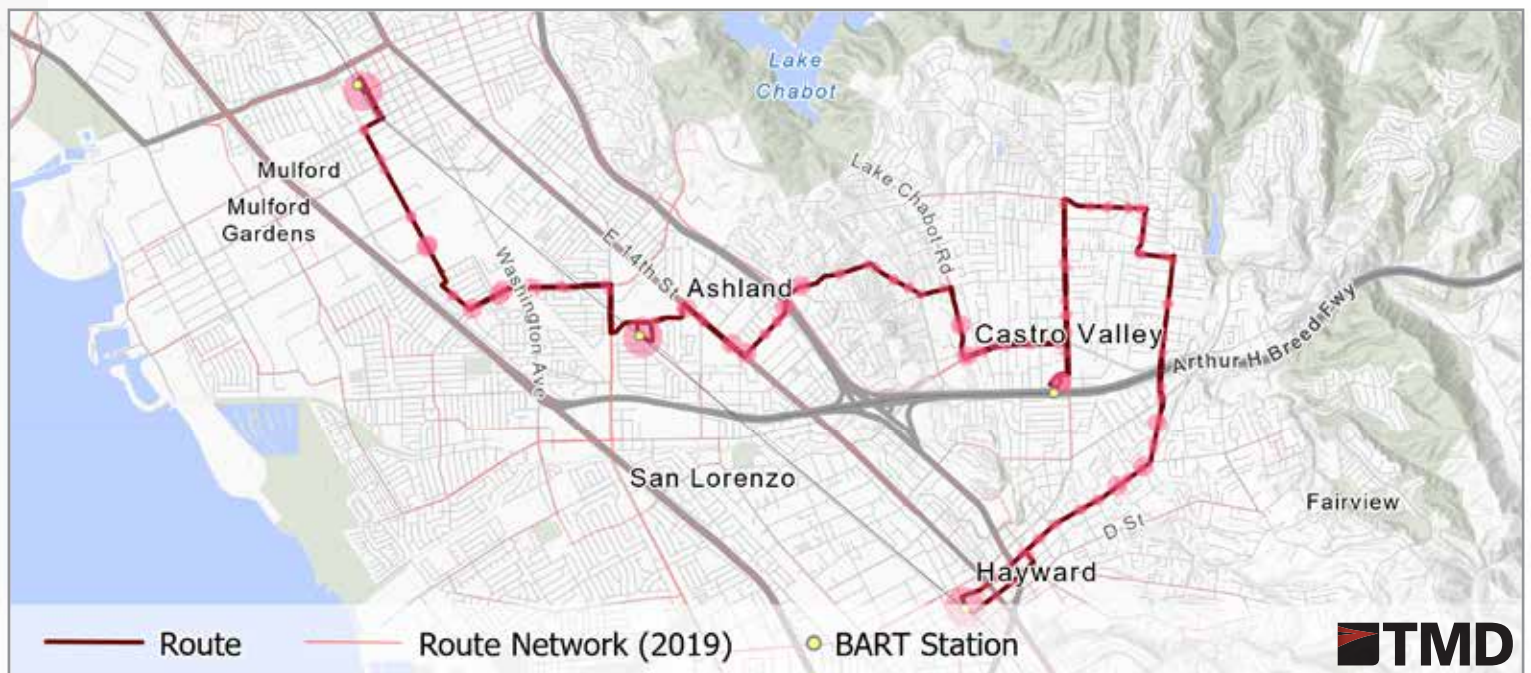 Lake
Chabot
Mulford
Mulford
Gardens
Lake Chabot Rd
E 14th St
Washington Ave
Ashland
Castro Valley
Arthur H Breed Fwy
San Lorenzo
Fairview
D St
Hayward
Route
Route Network (2019)
BART Station
TMD